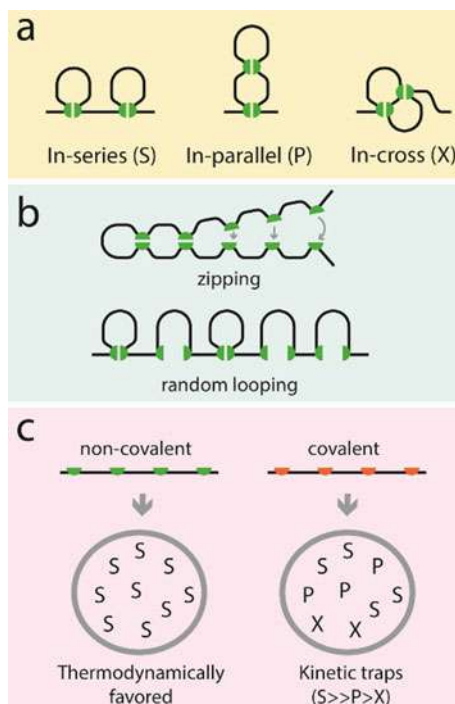 a
In-series (S) In-parallel (P) In-cross (X)
b
zipping
random looping
c
non-covalent covalent
S S S
S S S
S S S
S P
S
P P S
S
X X
Thermodynamically Kinetic traps
favored (S>>P>X)